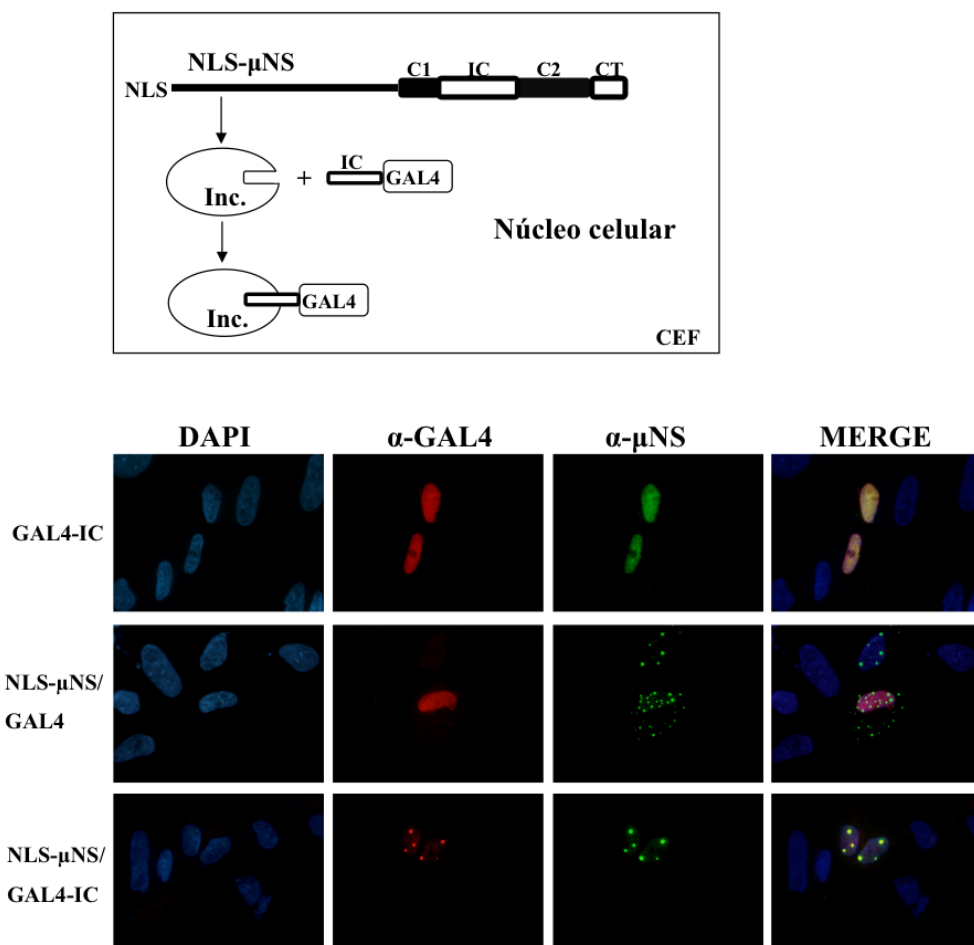 NLS-µNS
NLS C1 IC C2 CT
IC
Inc. + GAL4
Núcleo celular
Inc. GAL4
CEF
DAPI α-GAL4 α-µNS MERGE
GAL4-IC
NLS-µNS/
GAL4
NLS-µNS/
GAL4-IC